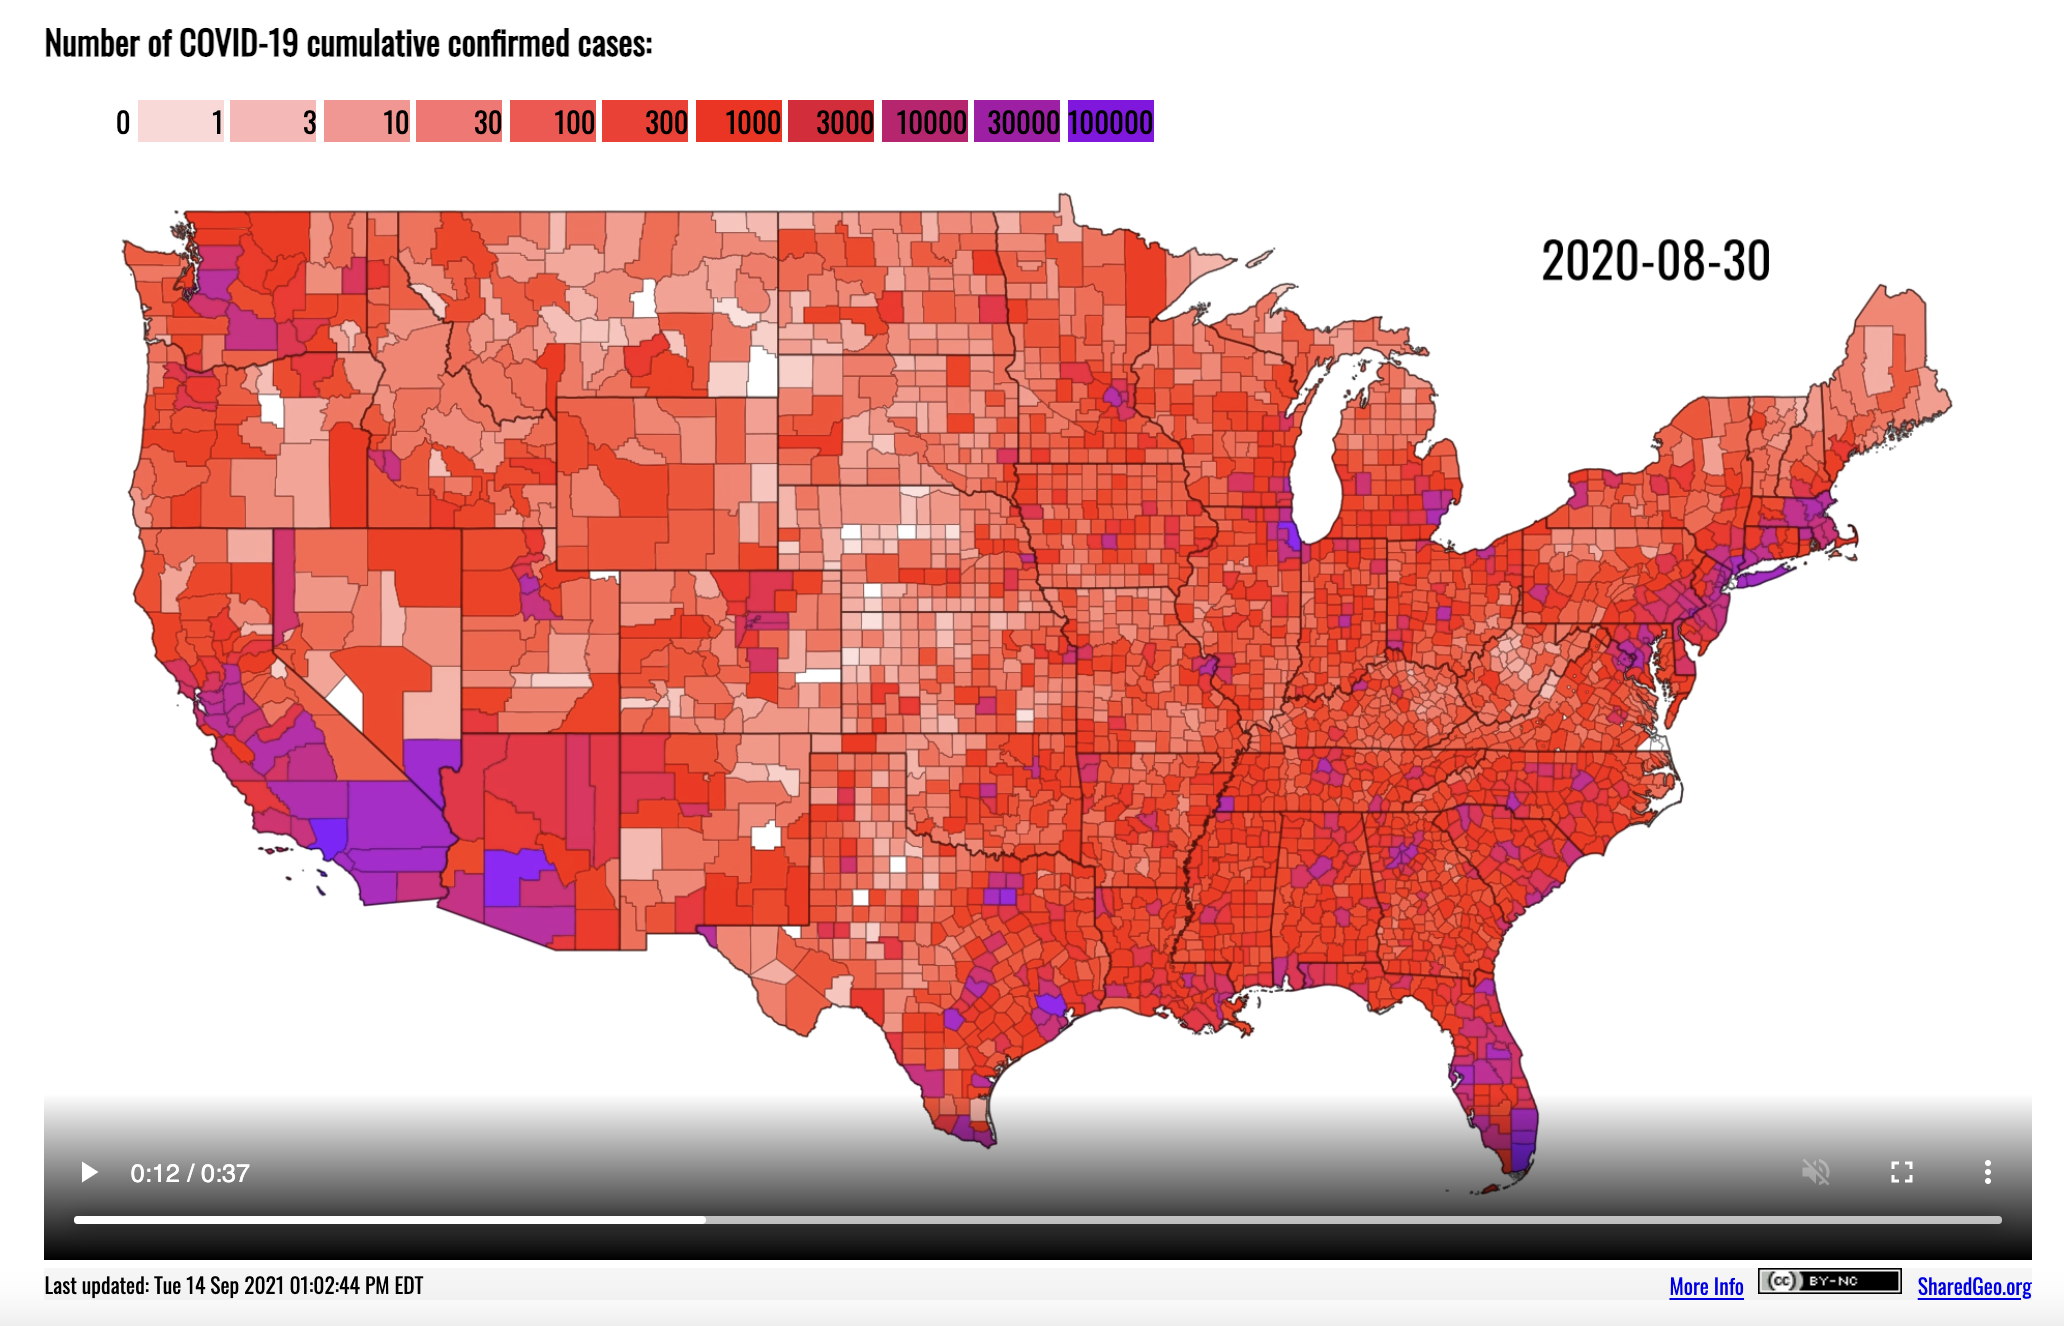 Number of COVID-19 cumulative confirmed cases:
0 1 3 10 30 100 300 1000 3000 10000 30000 100000
2020-08-30
0:12 / 0:37
Last updated: Tue 14 Sep 2021 01:02:44 PM EDT
More Info (cc) BY-NC SharedGeo.org